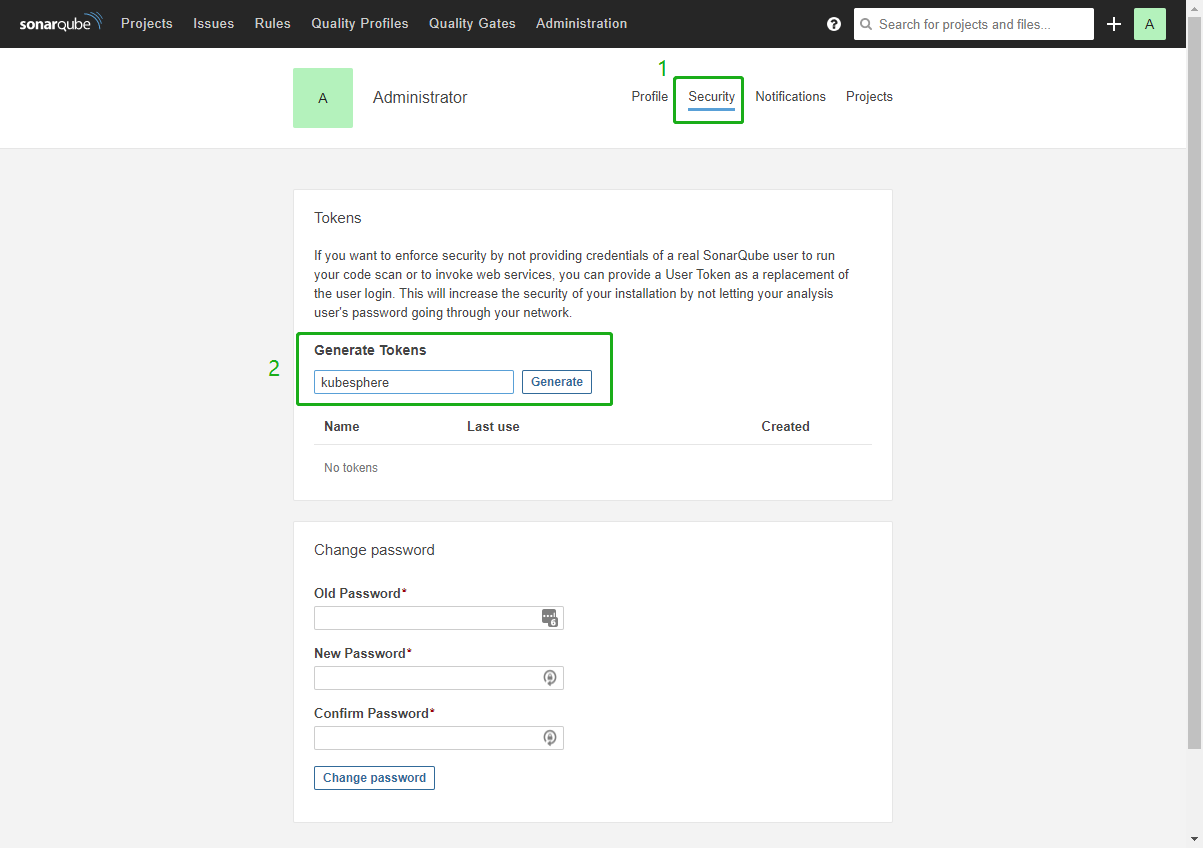 sonarqube Projects Issues Rules Quality Profiles Quality Gates Administration ? Search for projects and files... + A
1
A Administrator Profile Security Notifications Projects
Tokens
If you want to enforce security by not providing credentials of a real SonarQube user to run
your code scan or to invoke web services, you can provide a User Token as a replacement of
the user login. This will increase the security of your installation by not letting your analysis
user's password going through your network.
Generate Tokens
2
kubesphere Generate
Name Last use Created
No tokens
Change password
Old Password*
6
New Password*
Confirm Password*
Change password